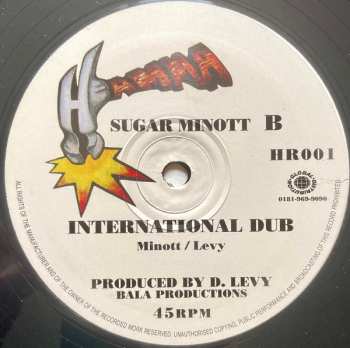 HAMMA
SUGAR MINOTT B
HR001
GLOBAL
DISTRIBUTION
0181-969-9090
INTERNATIONAL DUB
Minott / Levy
PRODUCED BY D. LEVY
BALA PRODUCTIONS
45RPM
ALL RIGHTS OF THE MANUFACTURER AND OWNER OF THE RECORDED WORK RESERVED. UNAUTHORISED COPYING, PUBLIC PERFORMANCE AND BROADCASTING OF THIS RECORD PROHIBITED.